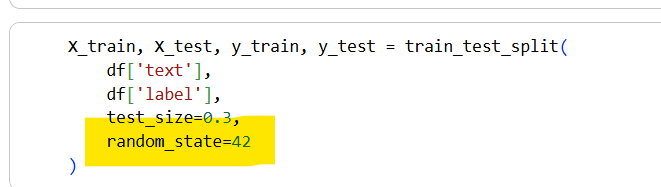 X_train, X_test, y_train, y_test = train_test_split(
df['text'],
df['label'],
test_size=0.3,
random_state=42
)